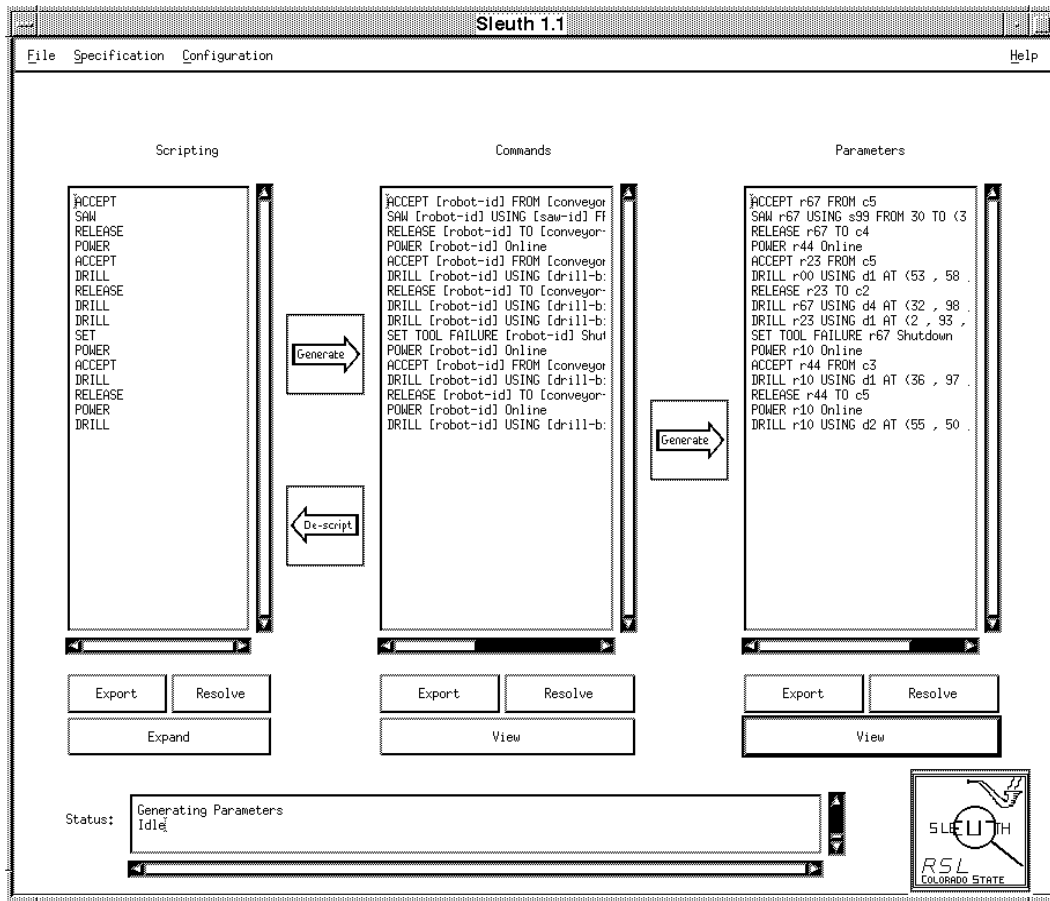 Sleuth 1.1
File Specification Configuration Help
Scripting
ACCEPT
SAW
RELEASE
POWER
ACCEPT
DRILL
RELEASE
DRILL
DRILL
SET
POWER
ACCEPT
DRILL
RELEASE
POWER
DRILL
Generate
De-script
Commands
ACCEPT [robot-id] FROM [conveyor
SAW [robot-id] USING [saw-id] FR
RELEASE [robot-id] TO [conveyor-
POWER [robot-id] Online
ACCEPT [robot-id] FROM [conveyor
DRILL [robot-id] USING [drill-b:
RELEASE [robot-id] TO [conveyor-
DRILL [robot-id] USING [drill-b:
DRILL [robot-id] USING [drill-b:
SET TOOL FAILURE [robot-id] Shut
POWER [robot-id] Online
ACCEPT [robot-id] FROM [conveyor
DRILL [robot-id] USING [drill-b:
RELEASE [robot-id] TO [conveyor-
POWER [robot-id] Online
DRILL [robot-id] USING [drill-b:
Generate
Parameters
ACCEPT r67 FROM c5
SAW r67 USING s99 FROM 30 TO (3
RELEASE r67 TO c4
POWER r44 Online
ACCEPT r23 FROM c5
DRILL r00 USING d1 AT (53 , 58 .
RELEASE r23 TO c2
DRILL r67 USING d4 AT (32 , 98 .
DRILL r23 USING d1 AT (2 , 93 ,
SET TOOL FAILURE r67 Shutdown
POWER r10 Online
ACCEPT r44 FROM c3
DRILL r10 USING d1 AT (36 , 97 .
RELEASE r44 TO c5
POWER r10 Online
DRILL r10 USING d2 AT (55 , 50 .
Export Resolve
Expand
Export Resolve
View
Export Resolve
View
Status:
Generating Parameters
Idle
SLEUTH
RSL
COLORADO STATE